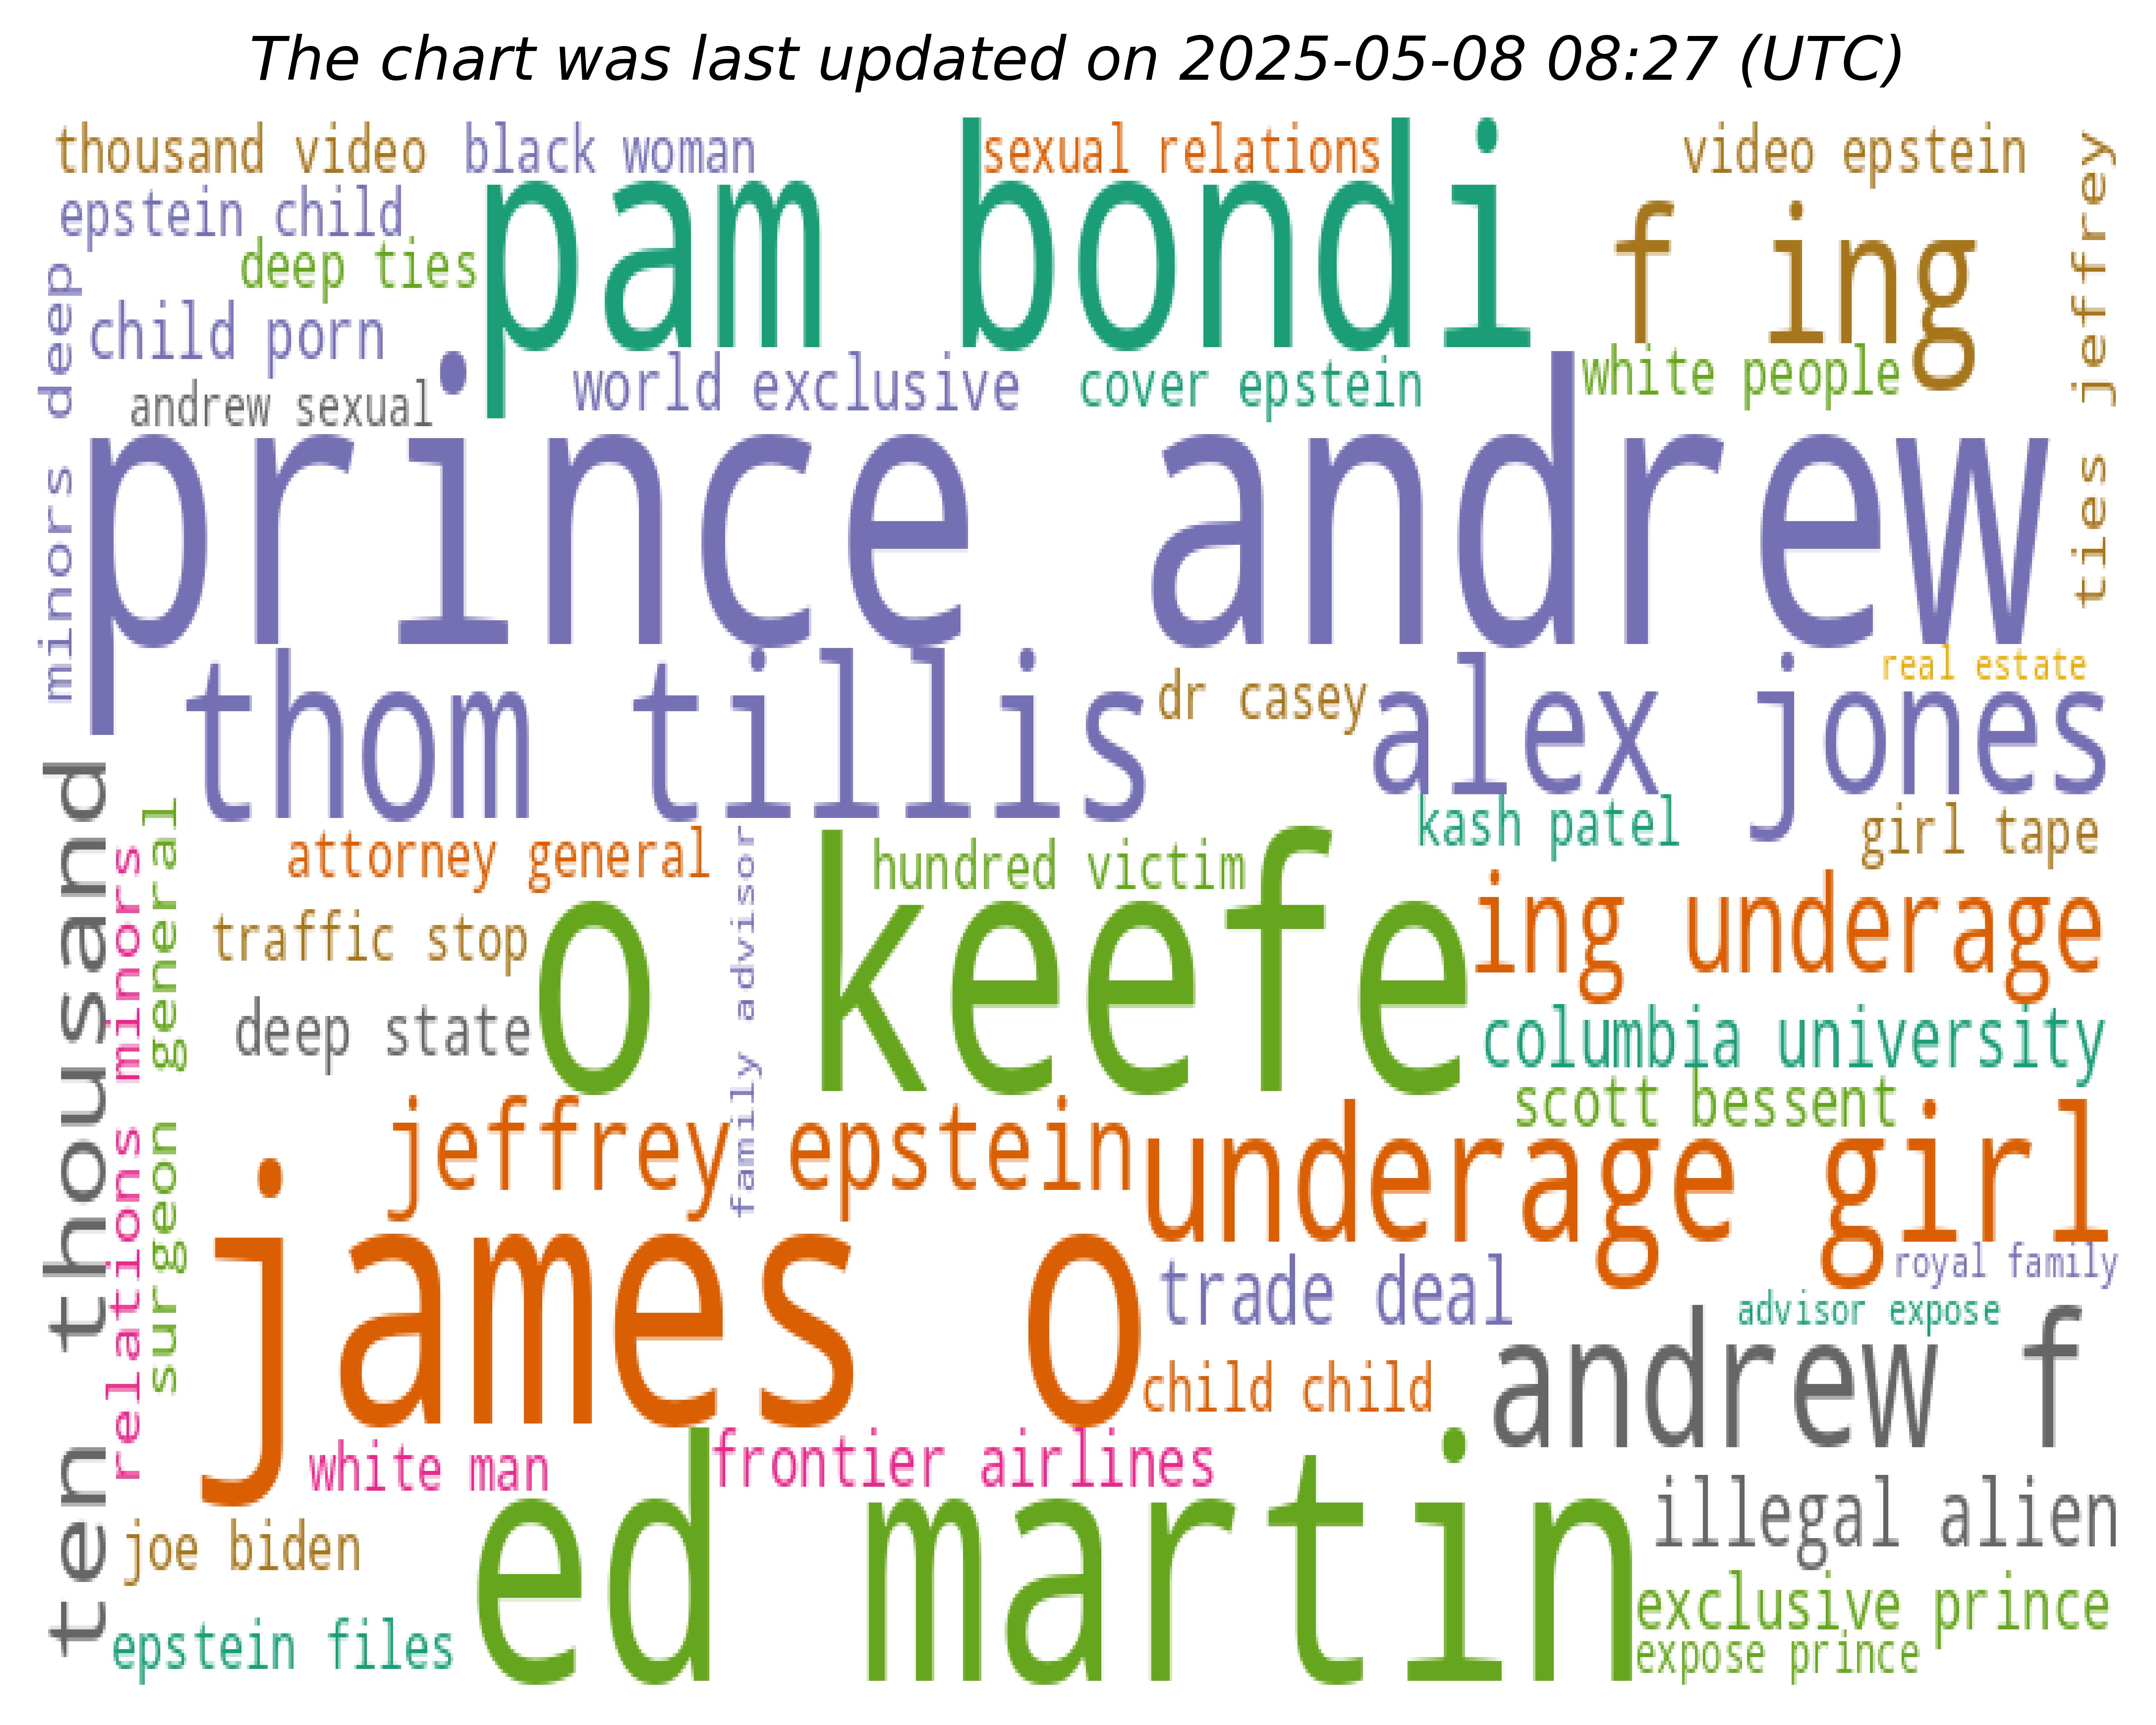 The chart was last updated on 2025-05-08 08:27 (UTC)
thousand video
black woman
sexual relations
video epstein
epstein child
pam bondi
f ing
ties jeffrey
deep ties
minors deep
child porn
world exclusive
cover epstein
white people
andrew sexual
prince andrew
thom tillis
dr casey
alex jones
real estate
ten thousand
relations minors
surgeon general
attorney general
family advisor
hundred victim
kash patel
girl tape
traffic stop
o keefe
ing underage
deep state
columbia university
scott bessent
jeffrey epstein
underage girl
james o
trade deal
royal family
advisor expose
child child
andrew f
white man
frontier airlines
ed martin
illegal alien
joe biden
exclusive prince
epstein files
expose prince